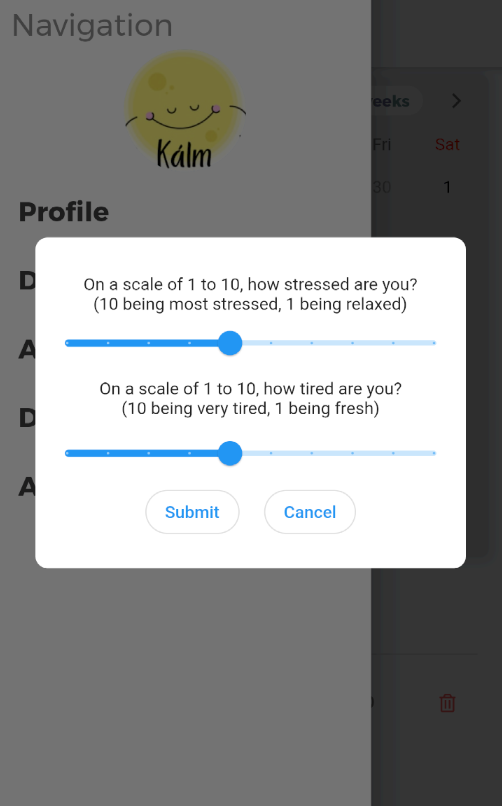 Navigation
Kálm
Fri
Sat
30
1
Profile
On a scale of 1 to 10, how stressed are you?
(10 being most stressed, 1 being relaxed)
On a scale of 1 to 10, how tired are you?
(10 being very tired, 1 being fresh)
Submit
Cancel